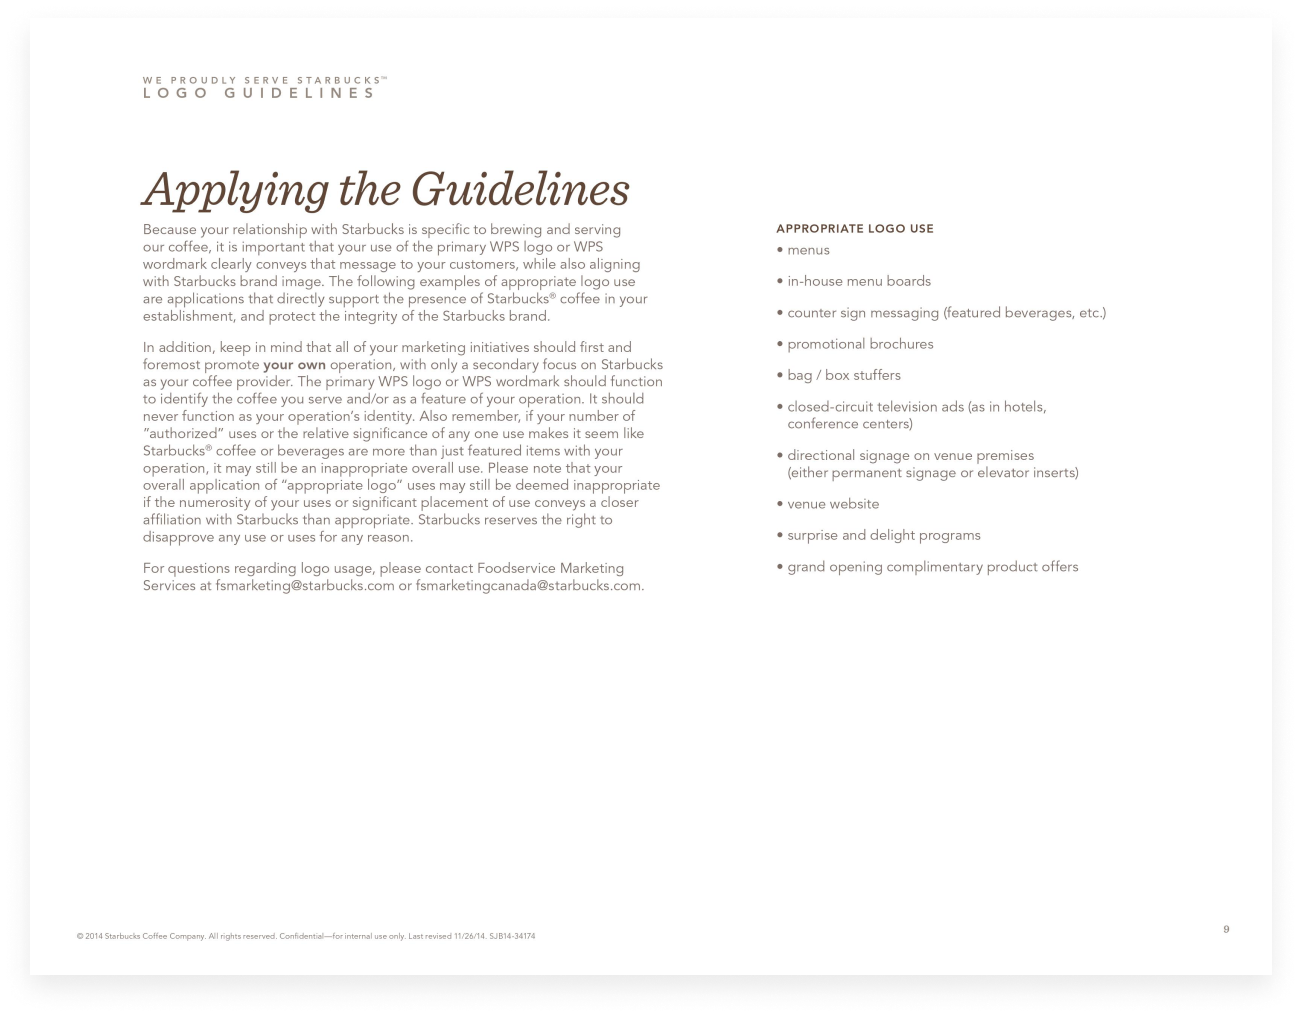 WE PROUDLY SERVE STARBUCKS™
LOGO GUIDELINES
Applying the Guidelines
Because your relationship with Starbucks is specific to brewing and serving
our coffee, it is important that your use of the primary WPS logo or WPS
wordmark clearly conveys that message to your customers, while also aligning
with Starbucks brand image. The following examples of appropriate logo use
are applications that directly support the presence of Starbucks® coffee in your
establishment, and protect the integrity of the Starbucks brand.
In addition, keep in mind that all of your marketing initiatives should first and
foremost promote your own operation, with only a secondary focus on Starbucks
as your coffee provider. The primary WPS logo or WPS wordmark should function
to identify the coffee you serve and/or as a feature of your operation. It should
never function as your operation’s identity. Also remember, if your number of
“authorized” uses or the relative significance of any one use makes it seem like
Starbucks® coffee or beverages are more than just featured items with your
operation, it may still be an inappropriate overall use. Please note that your
overall application of “appropriate logo” uses may still be deemed inappropriate
if the numerosity of your uses or significant placement of use conveys a closer
affiliation with Starbucks than appropriate. Starbucks reserves the right to
disapprove any use or uses for any reason.
For questions regarding logo usage, please contact Foodservice Marketing
Services at fsmarketing@starbucks.com or fsmarketingcanada@starbucks.com.
APPROPRIATE LOGO USE
• menus
• in-house menu boards
• counter sign messaging (featured beverages, etc.)
• promotional brochures
• bag / box stuffers
• closed-circuit television ads (as in hotels,
conference centers)
• directional signage on venue premises
(either permanent signage or elevator inserts)
• venue website
• surprise and delight programs
• grand opening complimentary product offers
© 2014 Starbucks Coffee Company. All rights reserved. Confidential—for internal use only. Last revised 11/26/14. SJB14-34174
9